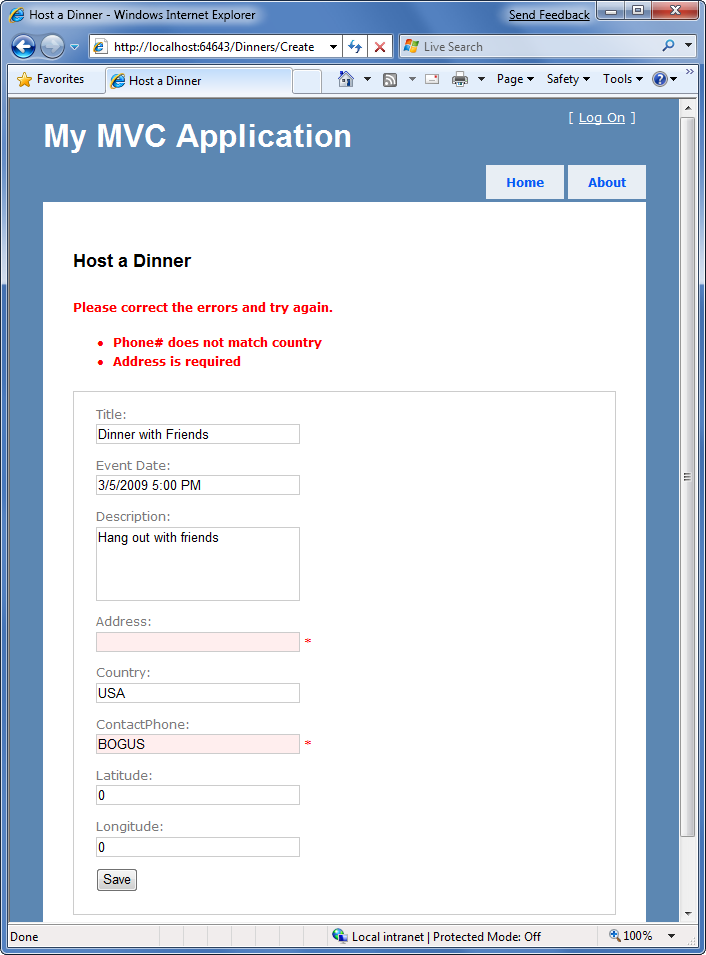 Host a Dinner - Windows Internet Explorer
Send Feedback
http://localhost:64643/Dinners/Create
Live Search
Favorites
Host a Dinner
Page
Safety
Tools
»
[ Log On ]
My MVC Application
Home
About
Host a Dinner
Please correct the errors and try again.
• Phone# does not match country
• Address is required
Title:
Dinner with Friends
Event Date:
3/5/2009 5:00 PM
Description:
Hang out with friends
Address:
*
Country:
USA
ContactPhone:
BOGUS *
Latitude:
0
Longitude:
0
Save
Done
Local intranet | Protected Mode: Off
100%